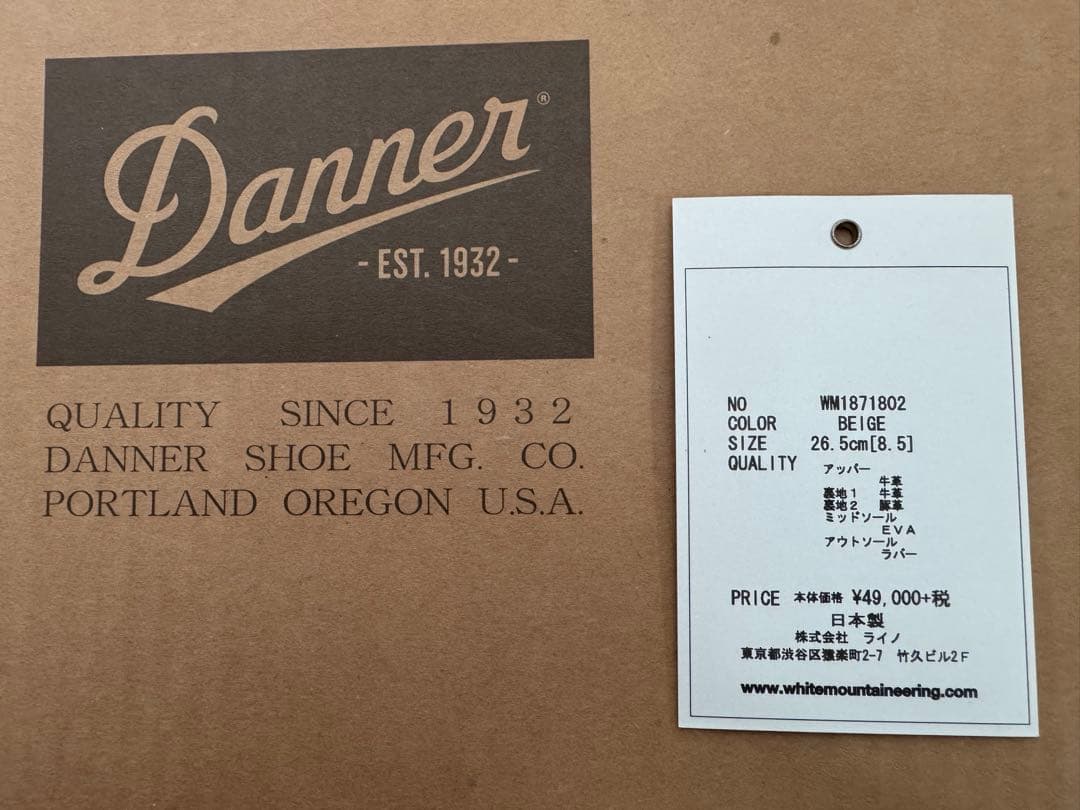 Danner®
- EST. 1932 -
QUALITY SINCE 1932
DANNER SHOE MFG. CO.
PORTLAND OREGON U.S.A.
NO WM1871802
COLOR BEIGE
SIZE 26.5cm[8.5]
QUALITY アッパー
牛革
裏地1 牛革
裏地2 豚革
ミッドソール
EVA
アウトソール
ラバー
PRICE 本体価格 ¥49,000+税
日本製
株式会社 ライノ
東京都渋谷区猿楽町2-7 竹久ビル2F
www.whitemountaineering.com